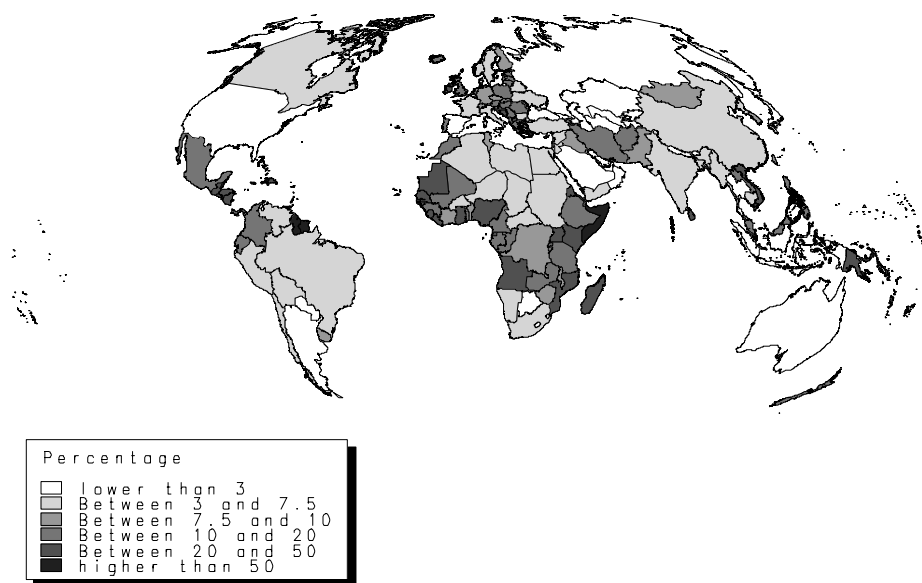 Percentage
lower than 3
Between 3 and 7.5
Between 7.5 and 10
Between 10 and 20
Between 20 and 50
higher than 50